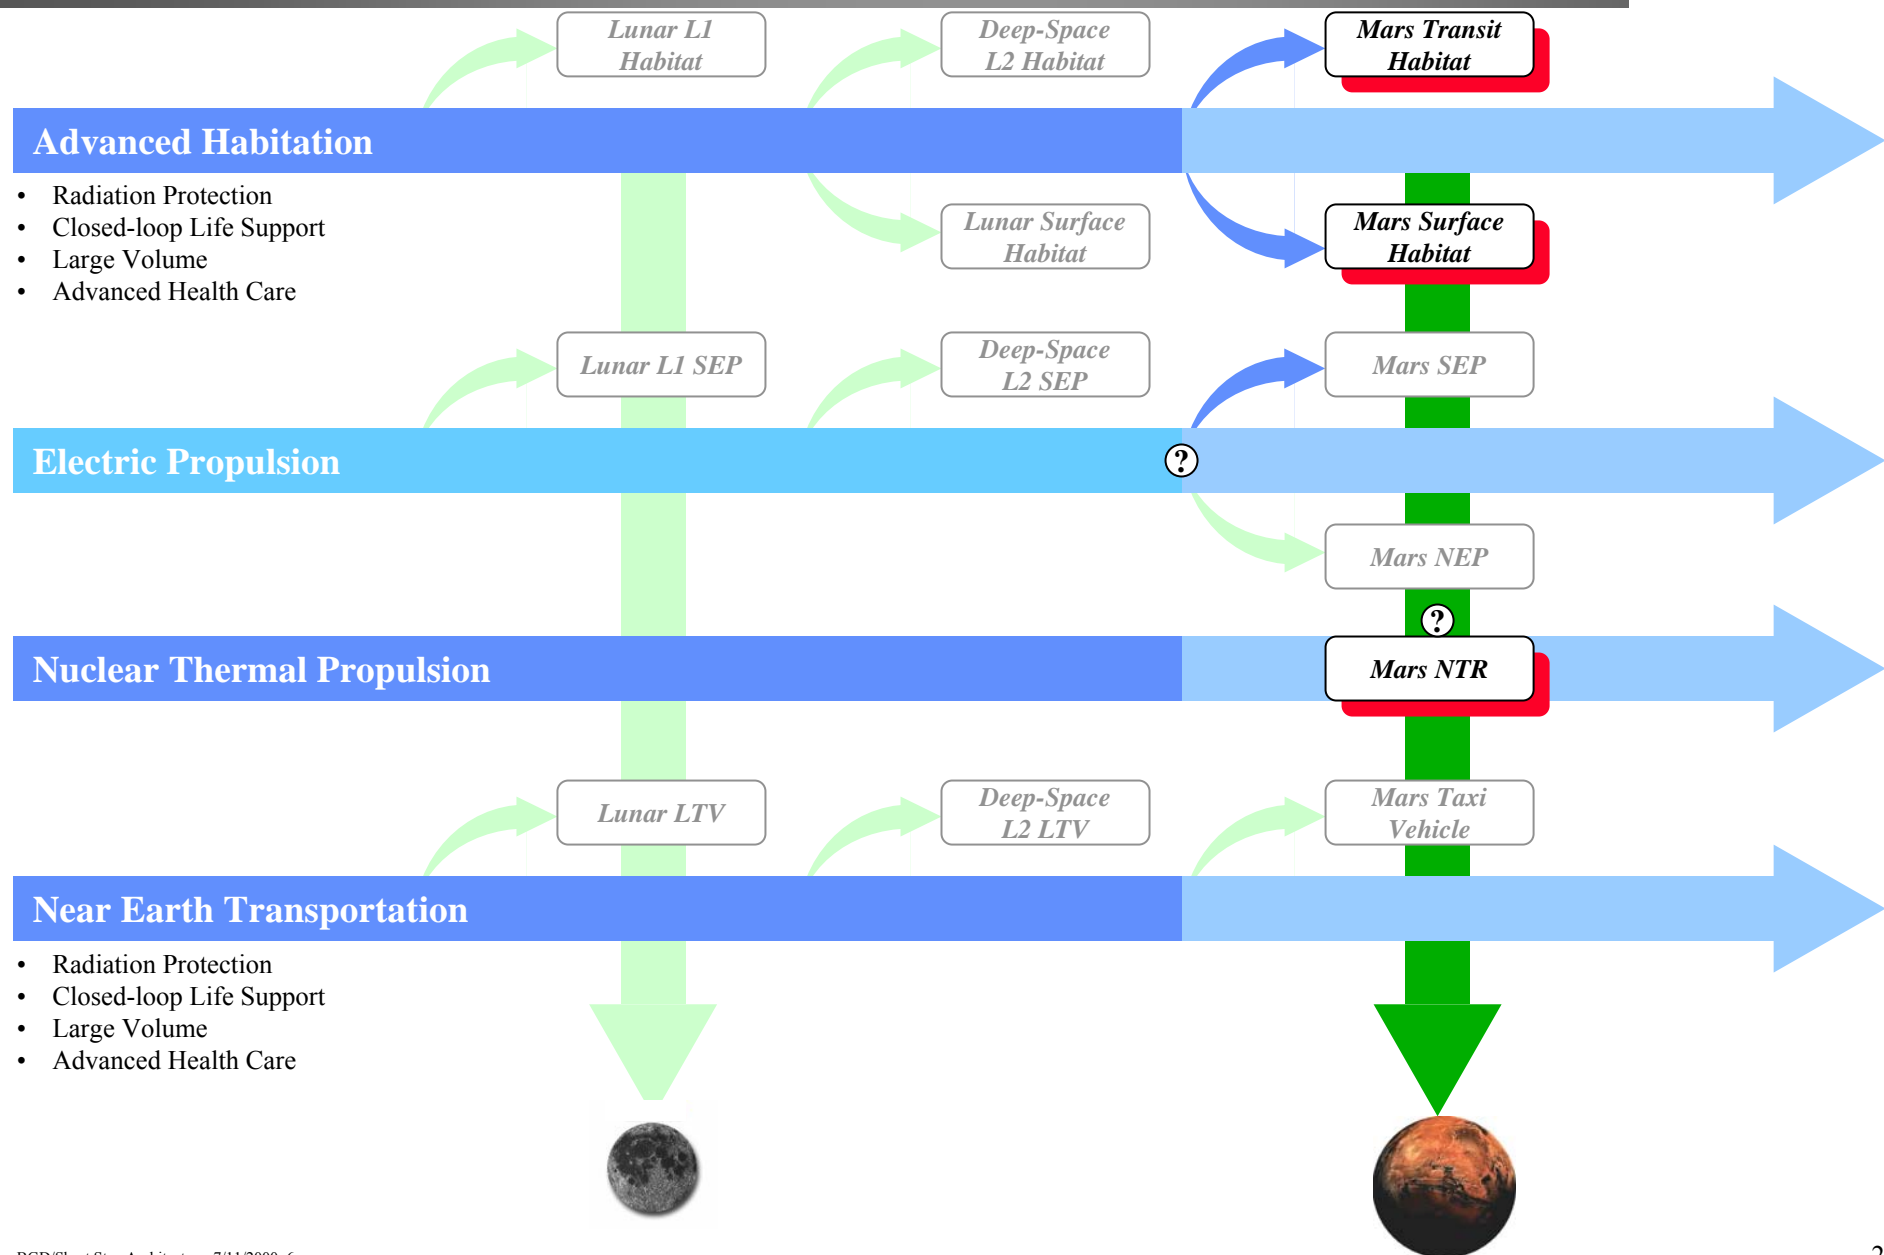 Lunar L1
Habitat
Deep-Space
L2 Habitat
Mars Transit
Habitat
Advanced Habitation
• Radiation Protection
• Closed-loop Life Support
• Large Volume
• Advanced Health Care
Lunar Surface
Habitat
Mars Surface
Habitat
Lunar L1 SEP
Deep-Space
L2 SEP
Mars SEP
Electric Propulsion
?
Mars NEP
?
Nuclear Thermal Propulsion
Mars NTR
Lunar LTV
Deep-Space
L2 LTV
Mars Taxi
Vehicle
Near Earth Transportation
• Radiation Protection
• Closed-loop Life Support
• Large Volume
• Advanced Health Care